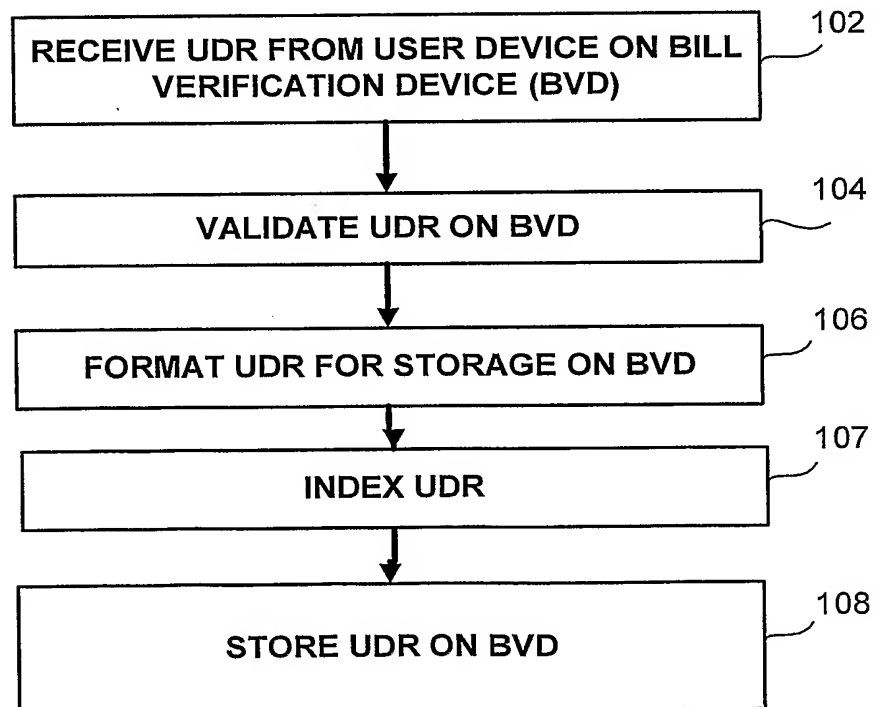 102
RECEIVE UDR FROM USER DEVICE ON BILL
VERIFICATION DEVICE (BVD)
104
VALIDATE UDR ON BVD
106
FORMAT UDR FOR STORAGE ON BVD
107
INDEX UDR
108
STORE UDR ON BVD